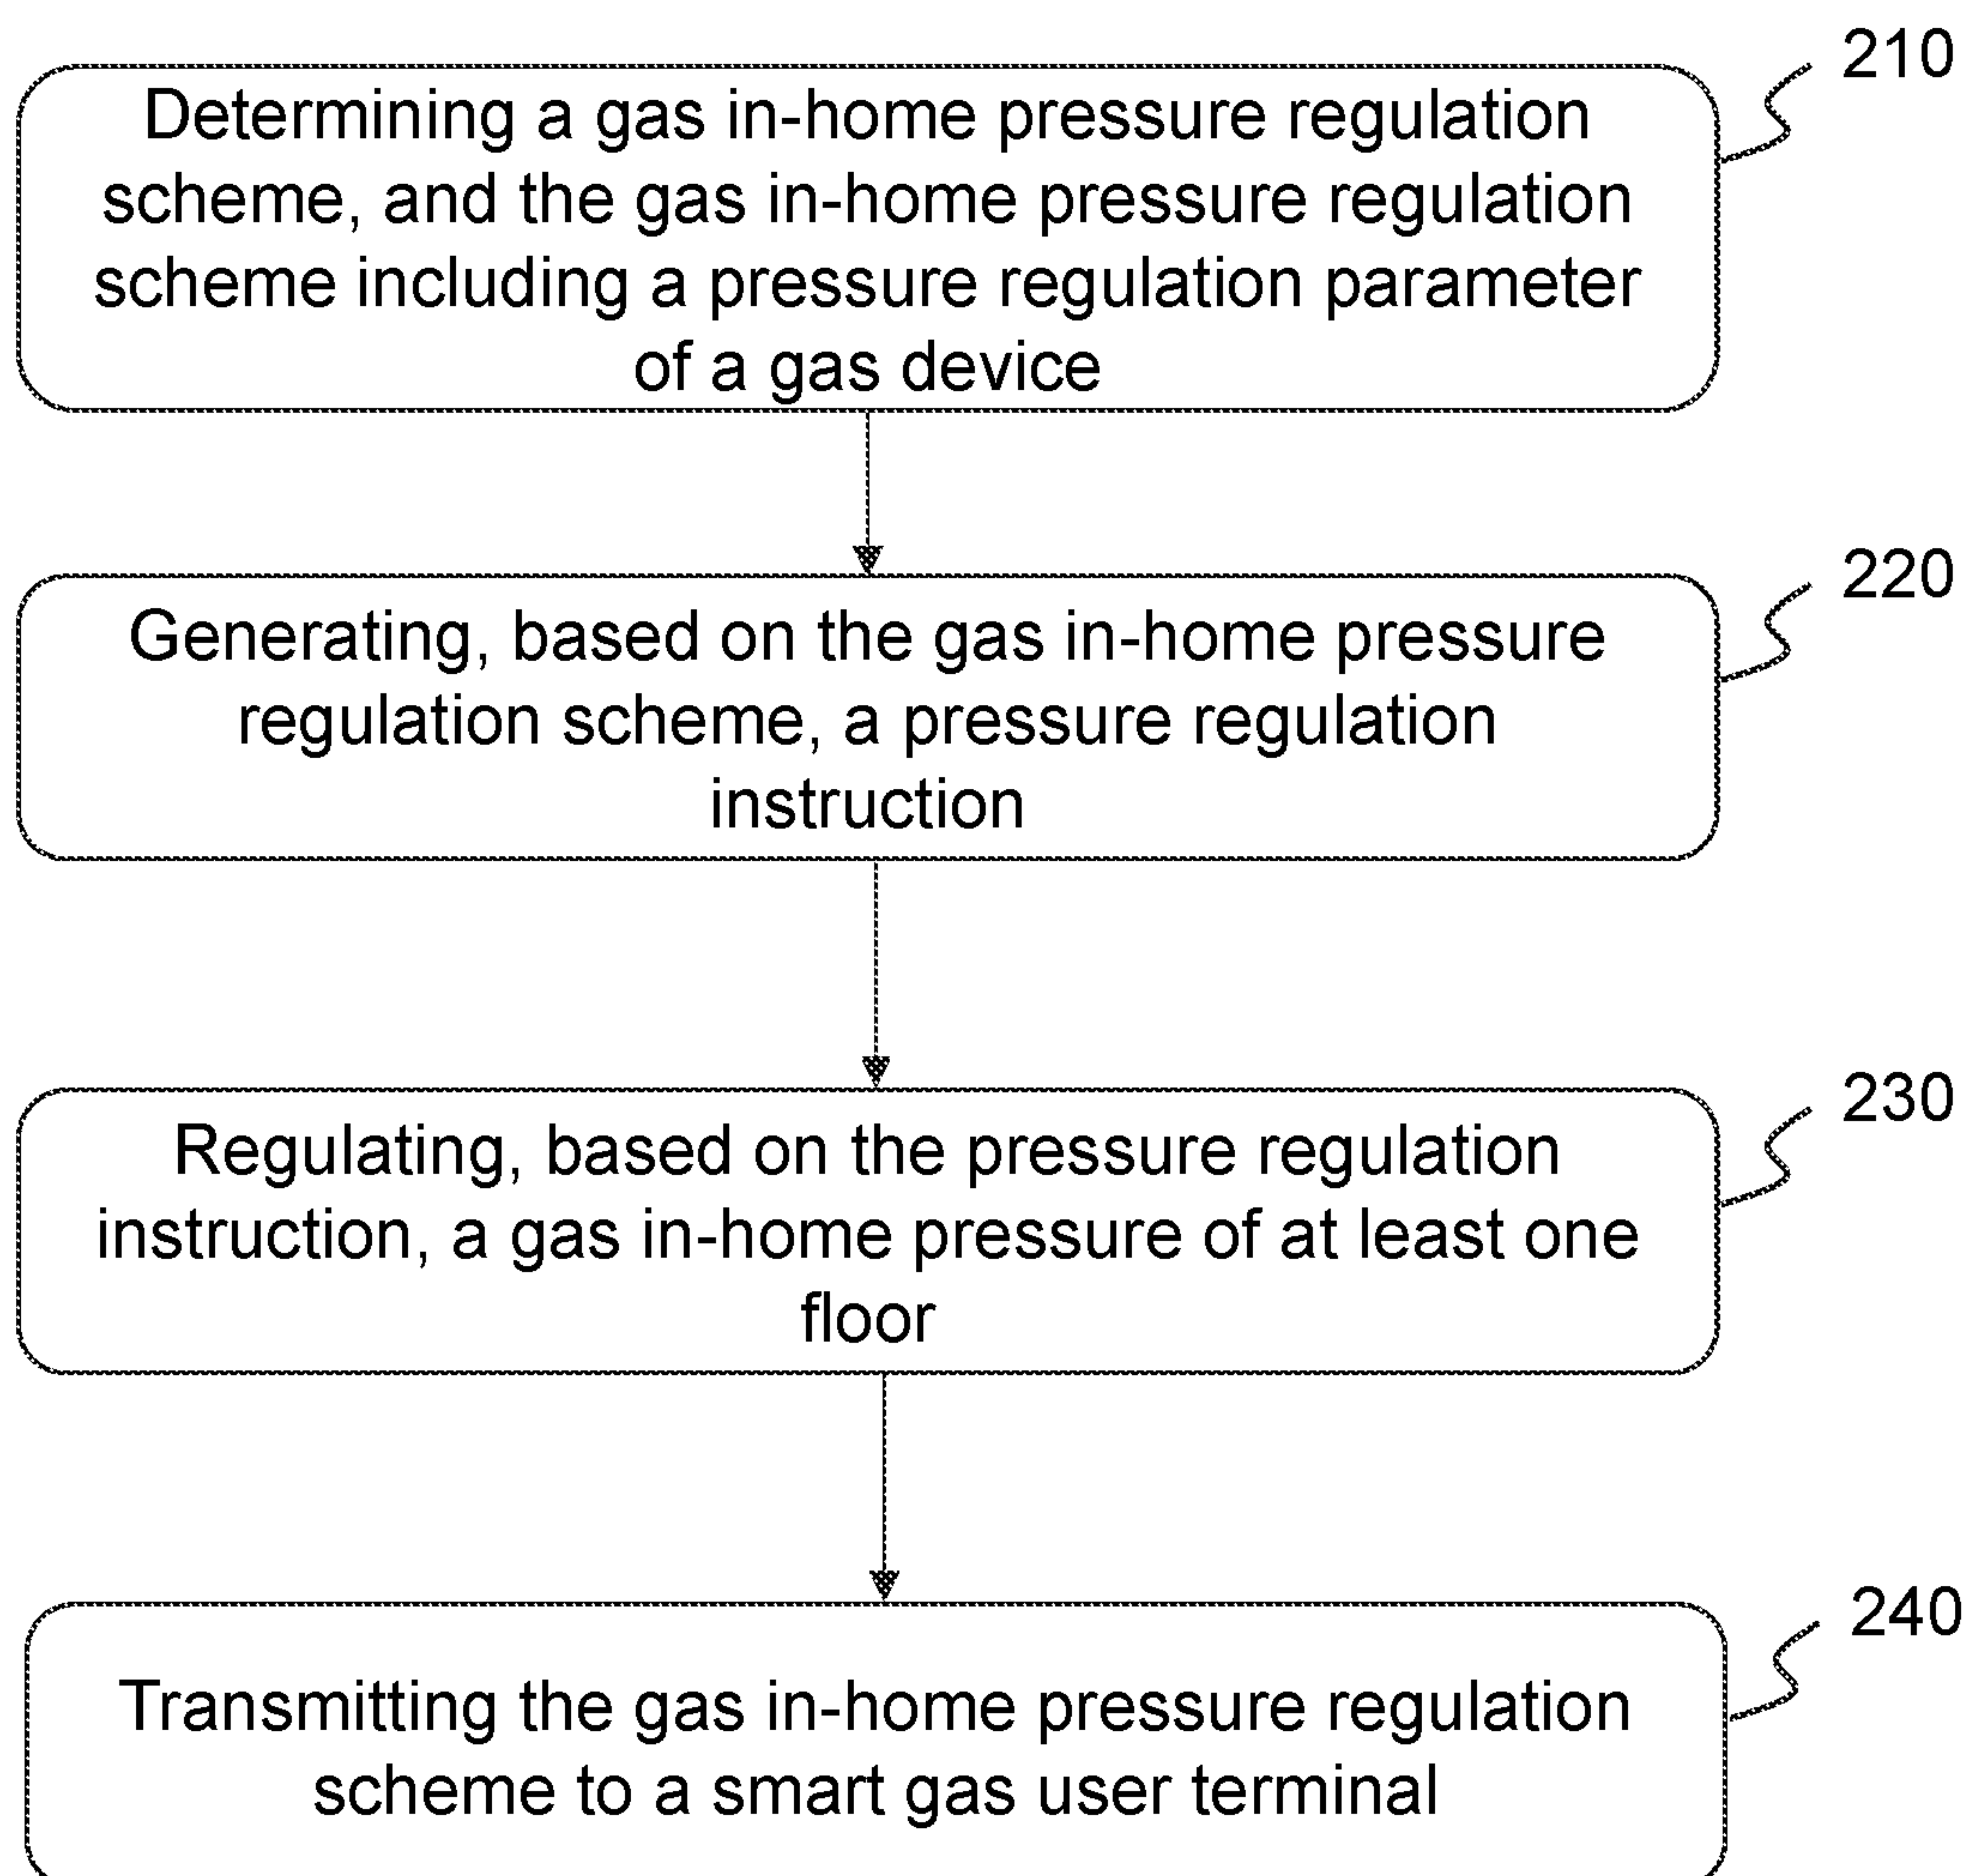 210
Determining a gas in-home pressure regulation
scheme, and the gas in-home pressure regulation
scheme including a pressure regulation parameter
of a gas device
220
Generating, based on the gas in-home pressure
regulation scheme, a pressure regulation
instruction
230
Regulating, based on the pressure regulation
instruction, a gas in-home pressure of at least one
floor
240
Transmitting the gas in-home pressure regulation
scheme to a smart gas user terminal